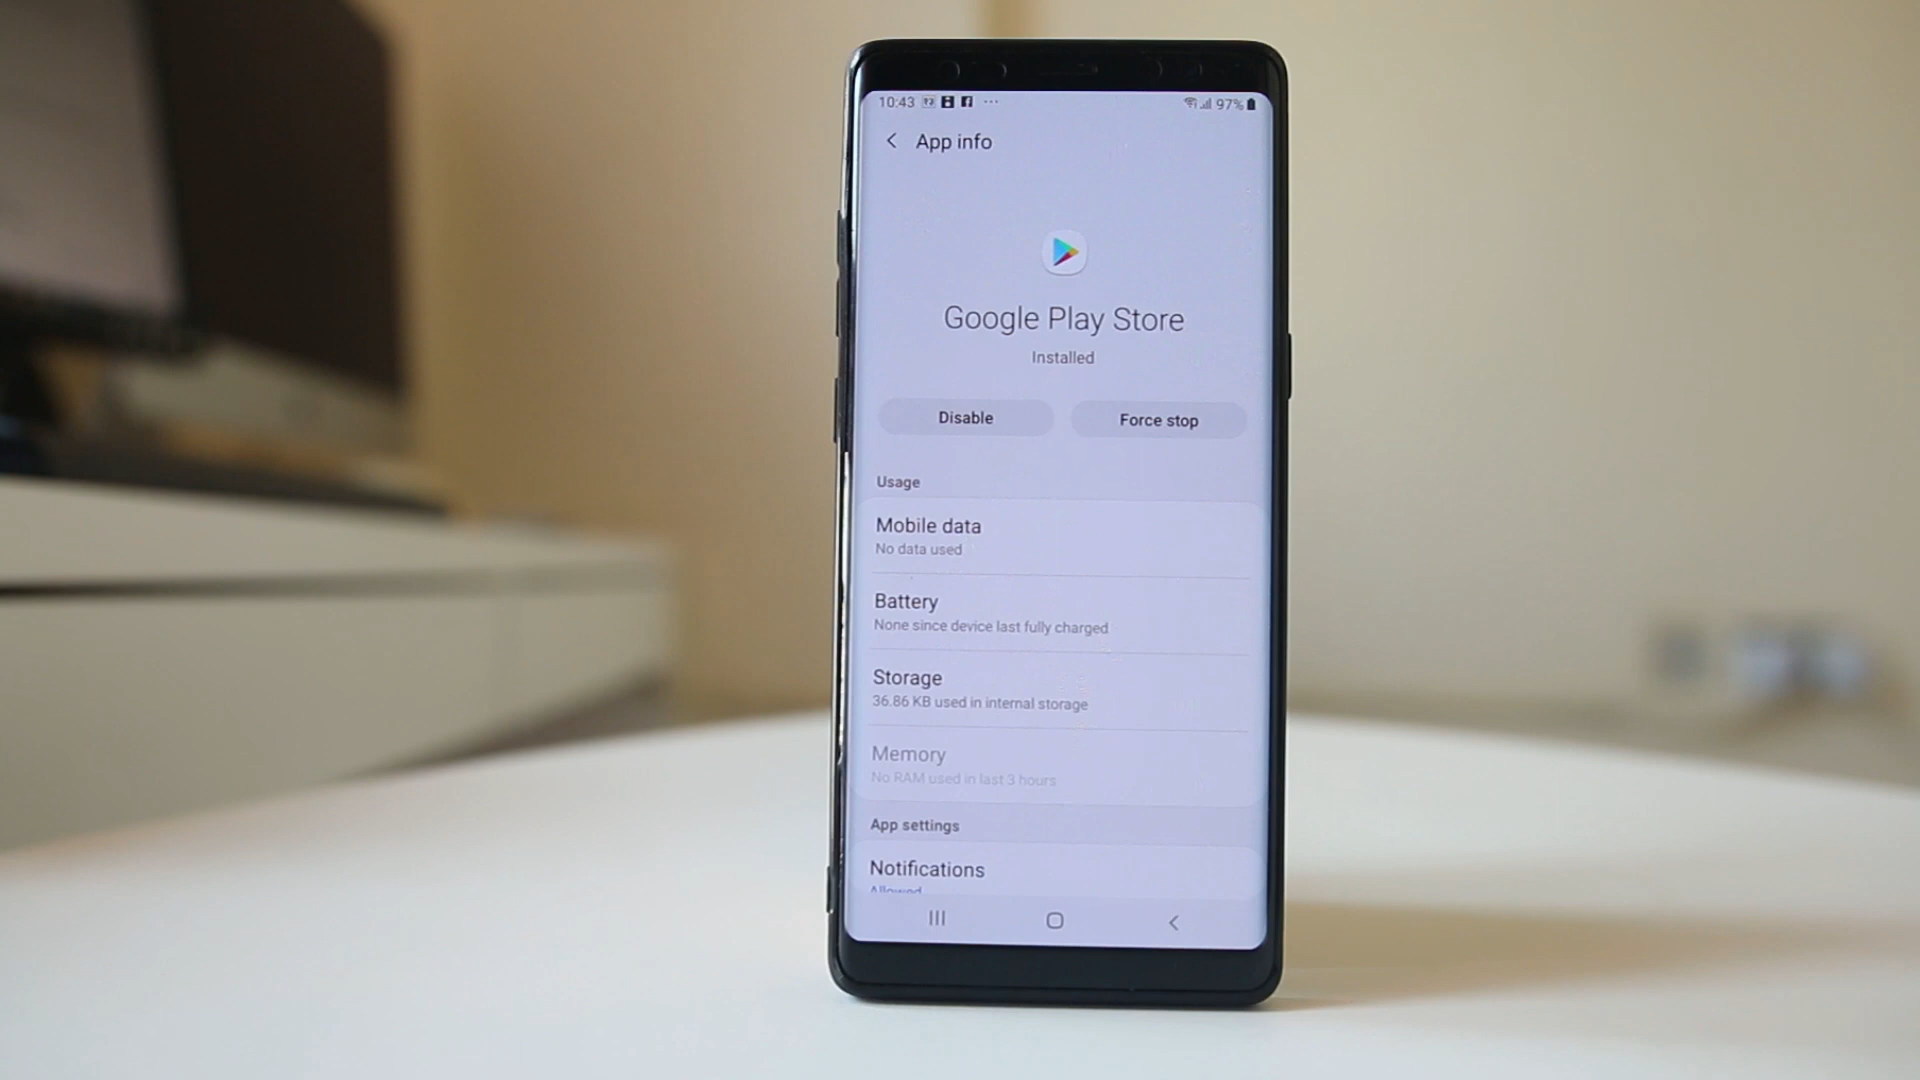 10:43
97%
App info
Google Play Store
Installed
Disable
Force stop
Usage
Mobile data
No data used
Battery
None since device last fully charged
Storage
36.86 KB used in internal storage
Memory
No RAM used in last 3 hours
App settings
Notifications
Allowed